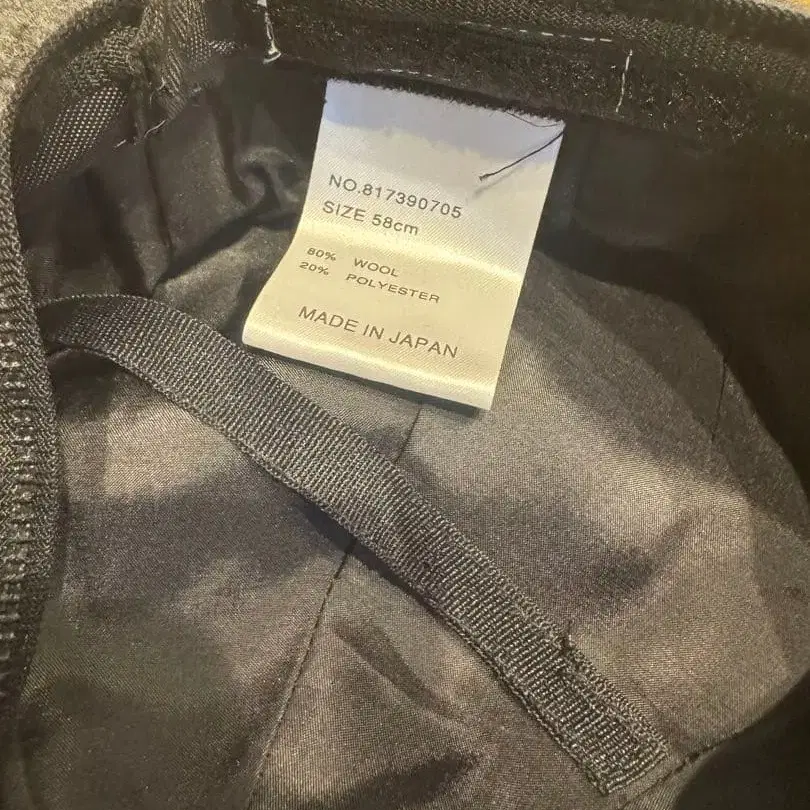 NO.817390705
SIZE 58cm
80% WOOL
20% POLYESTER
MADE IN JAPAN